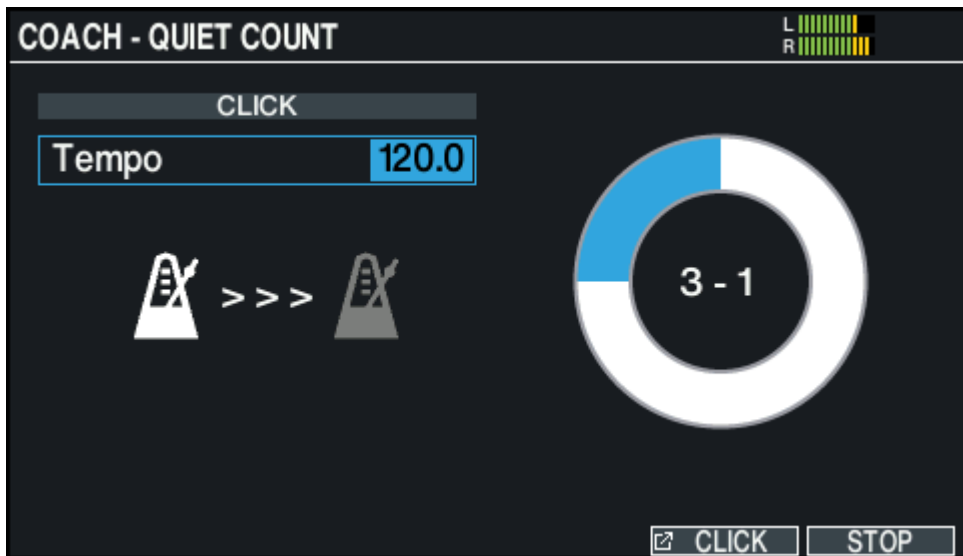 COACH - QUIET COUNT
L
R
CLICK
Tempo 120.0
> > >
3 - 1
CLICK STOP